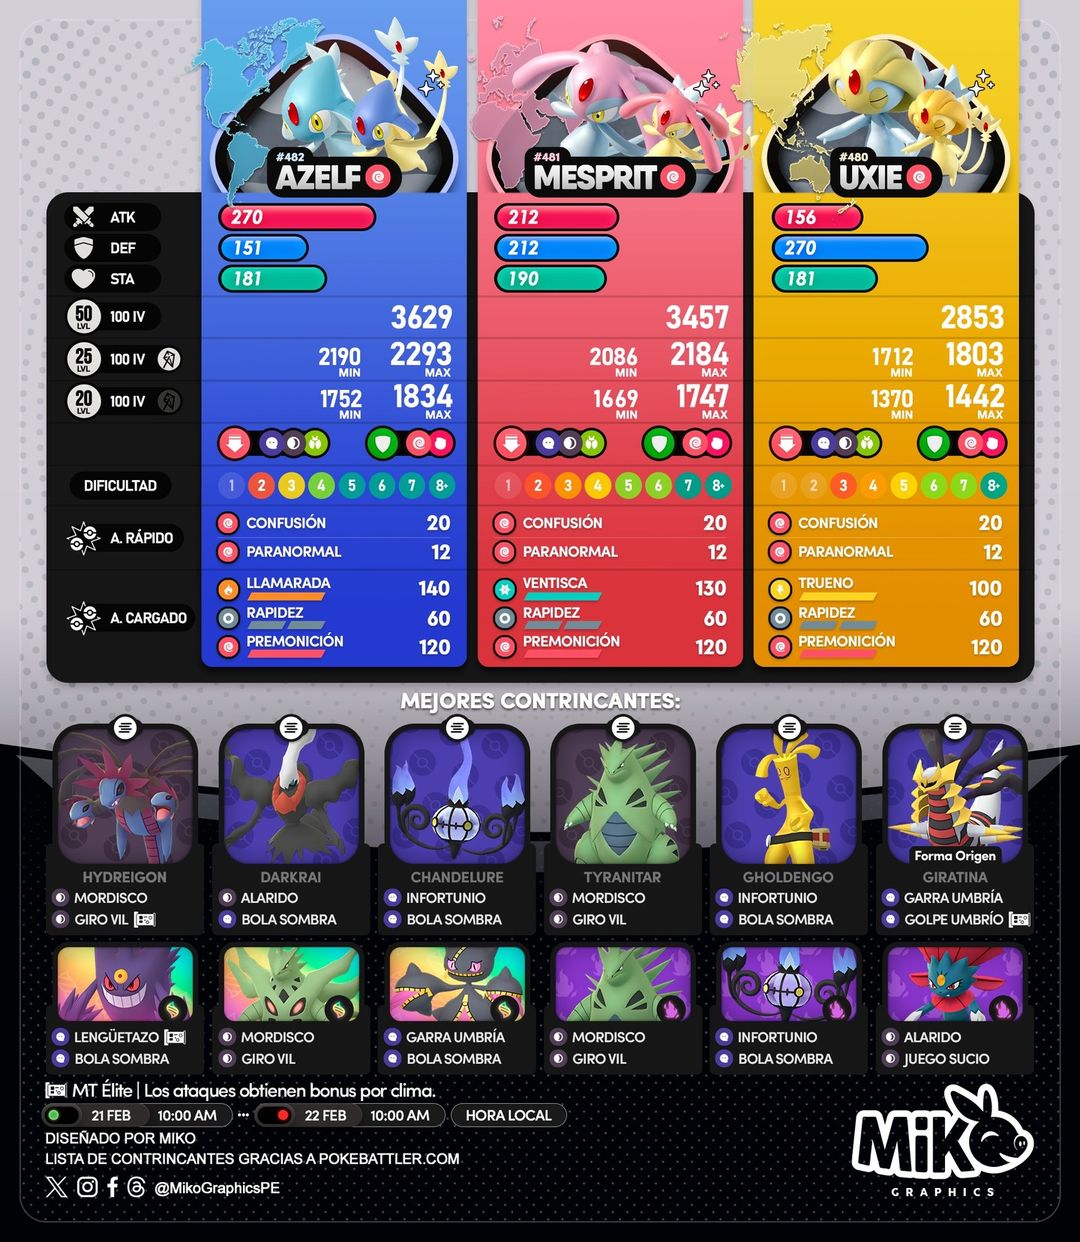 #482
AZELF
#481
MESPRIT
#480
UXIE
ATK
270
212
156
DEF
151
212
270
STA
181
190
181
50 LVL 100 IV
3629
3457
2853
25 LVL 100 IV
2190 MIN 2293 MAX
2086 MIN 2184 MAX
1712 MIN 1803 MAX
20 LVL 100 IV
1752 MIN 1834 MAX
1669 MIN 1747 MAX
1370 MIN 1442 MAX
DIFICULTAD
1 2 3 4 5 6 7 8+
1 2 3 4 5 6 7 8+
1 2 3 4 5 6 7 8+
A. RÁPIDO
CONFUSIÓN 20
PARANORMAL 12
CONFUSIÓN 20
PARANORMAL 12
CONFUSIÓN 20
PARANORMAL 12
A. CARGADO
LLAMARADA 140
RAPIDEZ 60
PREMONICIÓN 120
VENTISCA 130
RAPIDEZ 60
PREMONICIÓN 120
TRUENO 100
RAPIDEZ 60
PREMONICIÓN 120
MEJORES CONTRINCANTES:
HYDREIGON
MORDISCO
GIRO VIL
DARKRAI
ALARIDO
BOLA SOMBRA
CHANDELURE
INFORTUNIO
BOLA SOMBRA
TYRANITAR
MORDISCO
GIRO VIL
GHOLDENGO
INFORTUNIO
BOLA SOMBRA
Forma Origen
GIRATINA
GARRA UMBRÍA
GOLPE UMBRÍO
LENGÜETAZO
BOLA SOMBRA
MORDISCO
GIRO VIL
GARRA UMBRÍA
BOLA SOMBRA
MORDISCO
GIRO VIL
INFORTUNIO
BOLA SOMBRA
ALARIDO
JUEGO SUCIO
MT Élite | Los ataques obtienen bonus por clima.
21 FEB 10:00 AM ••• 22 FEB 10:00 AM HORA LOCAL
DISEÑADO POR MIKO
LISTA DE CONTRINCANTES GRACIAS A POKEBATTLER.COM
@MikoGraphicsPE
MiKO
GRAPHICS